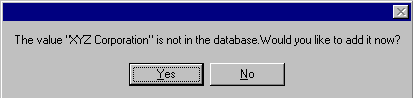 The value "XYZ Corporation" is not in the database.Would you like to add it now?
Yes
No